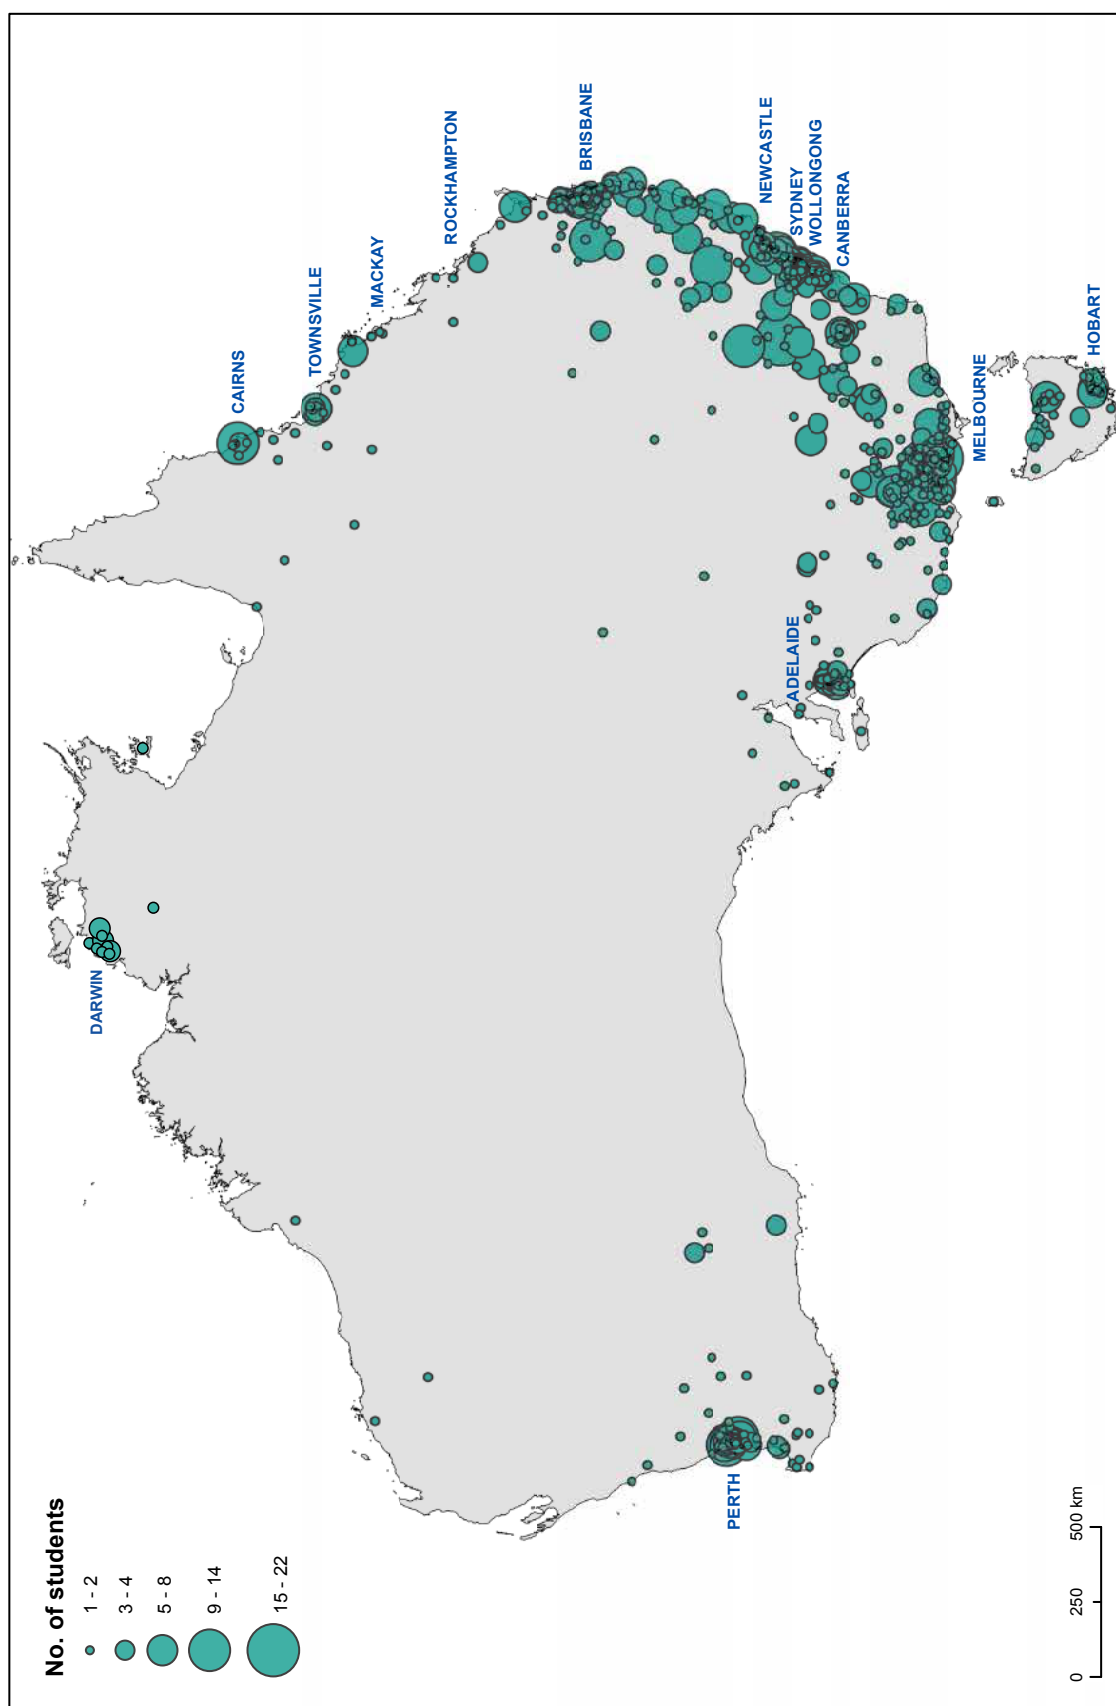 No. of students
1 - 2
3 - 4
5 - 8
9 - 14
15 - 22
DARWIN
CAIRNS
TOWNSVILLE
MACKAY
ROCKHAMPTON
BRISBANE
NEWCASTLE
SYDNEY
WOLLONGONG
CANBERRA
MELBOURNE
HOBART
ADELAIDE
PERTH
0 250 500 km